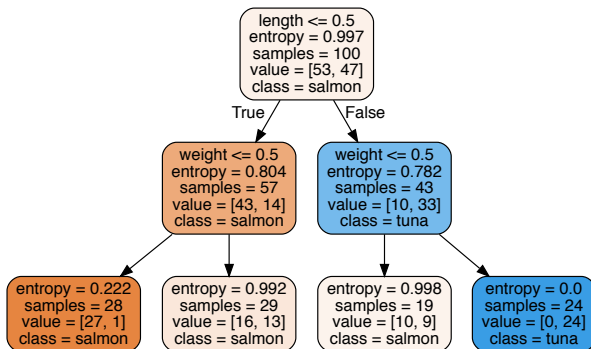 length <= 0.5
entropy = 0.997
samples = 100
value = [53, 47]
class = salmon
True
False
weight <= 0.5
entropy = 0.804
samples = 57
value = [43, 14]
class = salmon
weight <= 0.5
entropy = 0.782
samples = 43
value = [10, 33]
class = tuna
entropy = 0.222
samples = 28
value = [27, 1]
class = salmon
entropy = 0.992
samples = 29
value = [16, 13]
class = salmon
entropy = 0.998
samples = 19
value = [10, 9]
class = salmon
entropy = 0.0
samples = 24
value = [0, 24]
class = tuna